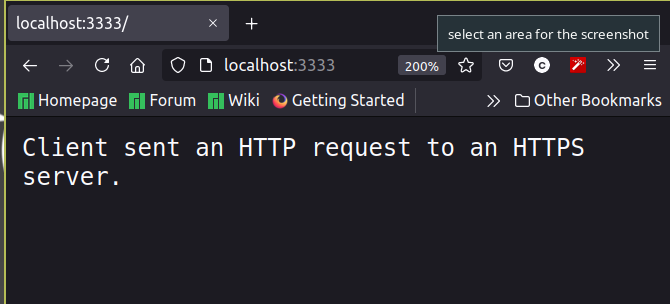 localhost:3333/
select an area for the screenshot
localhost:3333
200%
Homepage Forum Wiki Getting Started Other Bookmarks
Client sent an HTTP request to an HTTPS
server.